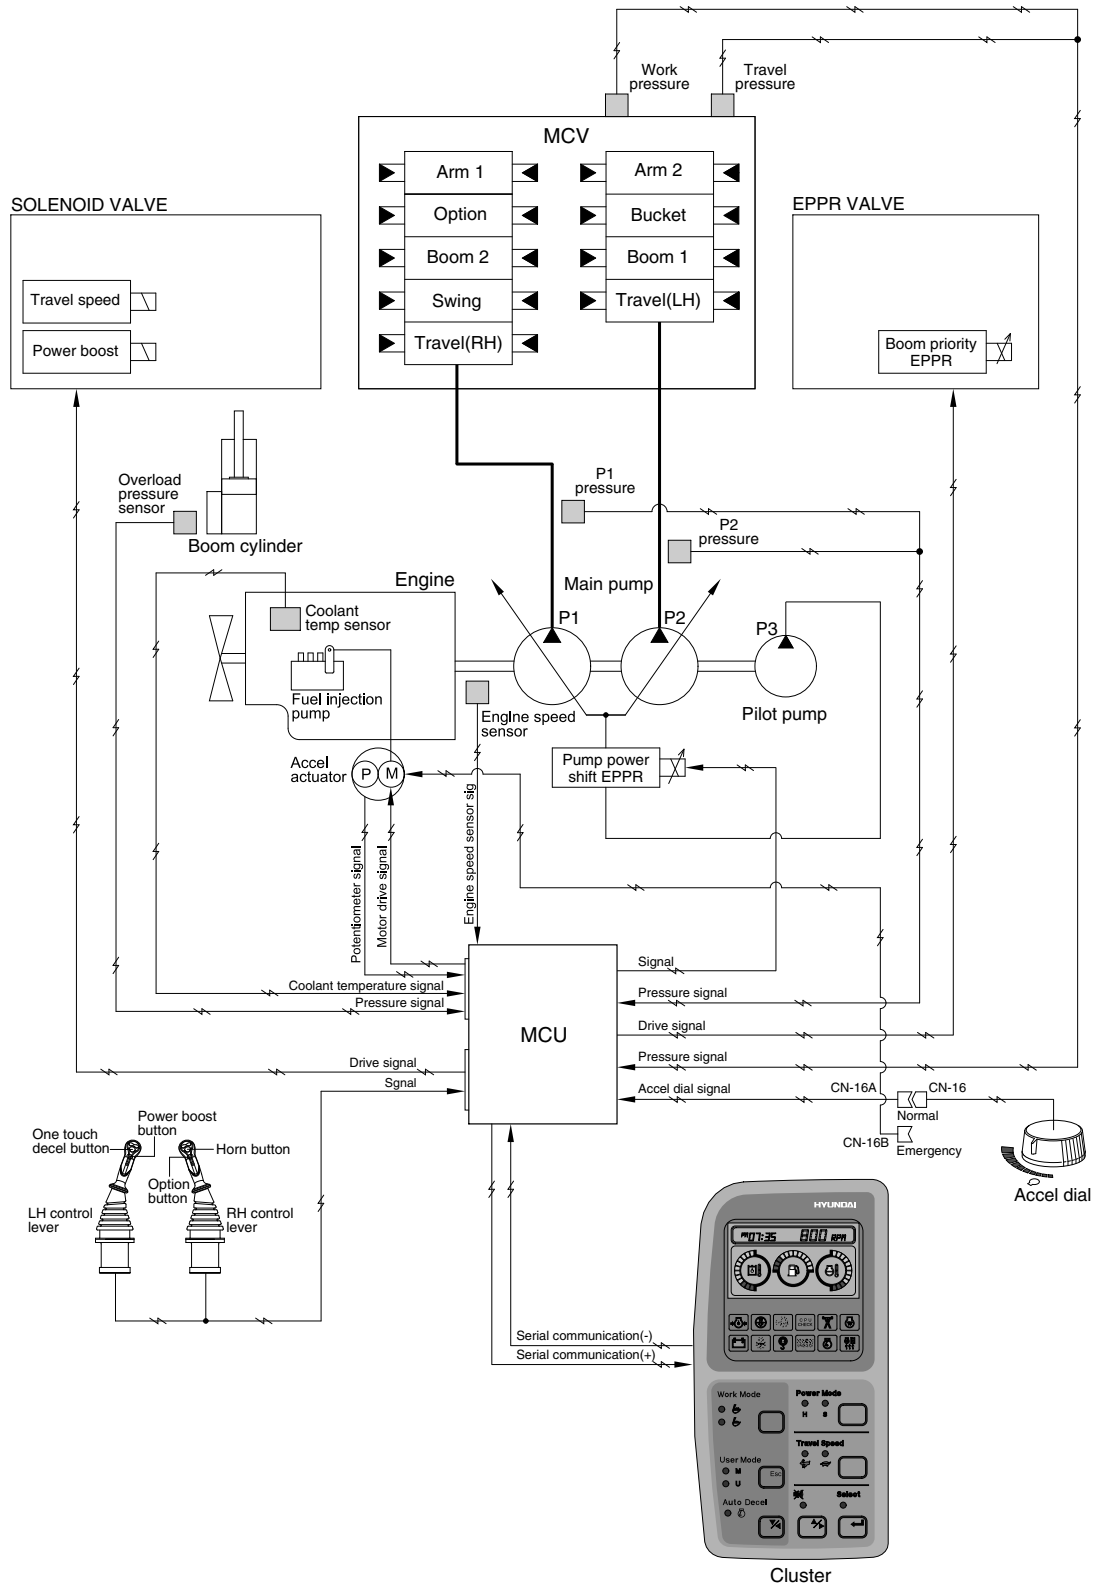 Work
pressure
Travel
pressure
MCV
Arm 1
Option
Boom 2
Swing
Travel(RH)
Arm 2
Bucket
Boom 1
Travel(LH)
SOLENOID VALVE
Travel speed
Power boost
EPPR VALVE
Boom priority
EPPR
Overload
pressure
sensor
Boom cylinder
P1
pressure
P2
pressure
Engine
Coolant
temp sensor
Fuel injection
pump
Main pump
P1
P2
P3
Pilot pump
Engine speed
sensor
Accel
actuator
P
M
Pump power
shift EPPR
Potentiometer signal
Motor drive signal
Engine speed sensor sig
Coolant temperature signal
Pressure signal
Drive signal
Sgnal
MCU
Signal
Pressure signal
Drive signal
Pressure signal
Accel dial signal
CN-16A
CN-16
Normal
CN-16B
Emergency
Accel dial
One touch
decel button
Power boost
button
Horn button
Option
button
LH control
lever
RH control
lever
Serial communication(-)
Serial communication(+)
HYUNDAI
PM 07:35 800 RPM
CPU
CHECK
Work Mode
Power Mode
H S
User Mode
M
U
Esc
Travel Speed
Auto Decel
Select
Cluster